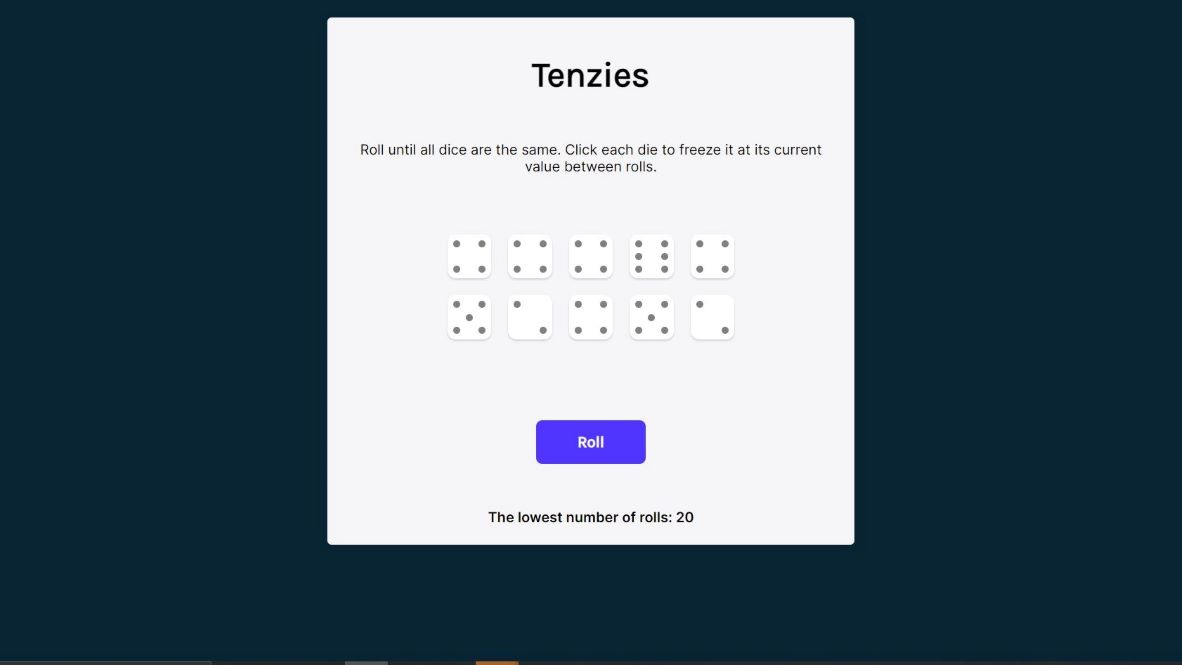 Tenzies
Roll until all dice are the same. Click each die to freeze it at its current
value between rolls.
Roll
The lowest number of rolls: 20